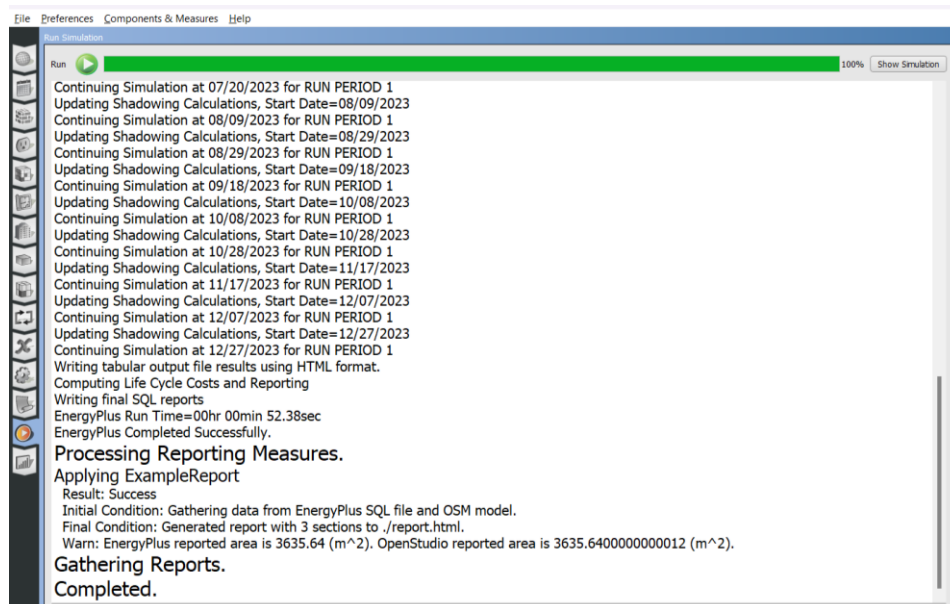 File Preferences Components & Measures Help
Run Simulation
Run 100% Show Simulation
Continuing Simulation at 07/20/2023 for RUN PERIOD 1
Updating Shadowing Calculations, Start Date=08/09/2023
Continuing Simulation at 08/09/2023 for RUN PERIOD 1
Updating Shadowing Calculations, Start Date=08/29/2023
Continuing Simulation at 08/29/2023 for RUN PERIOD 1
Updating Shadowing Calculations, Start Date=09/18/2023
Continuing Simulation at 09/18/2023 for RUN PERIOD 1
Updating Shadowing Calculations, Start Date=10/08/2023
Continuing Simulation at 10/08/2023 for RUN PERIOD 1
Updating Shadowing Calculations, Start Date=10/28/2023
Continuing Simulation at 10/28/2023 for RUN PERIOD 1
Updating Shadowing Calculations, Start Date=11/17/2023
Continuing Simulation at 11/17/2023 for RUN PERIOD 1
Updating Shadowing Calculations, Start Date=12/07/2023
Continuing Simulation at 12/07/2023 for RUN PERIOD 1
Updating Shadowing Calculations, Start Date=12/27/2023
Continuing Simulation at 12/27/2023 for RUN PERIOD 1
Writing tabular output file results using HTML format.
Computing Life Cycle Costs and Reporting
Writing final SQL reports
EnergyPlus Run Time=00hr 00min 52.38sec
EnergyPlus Completed Successfully.
Processing Reporting Measures.
Applying ExampleReport
Result: Success
Initial Condition: Gathering data from EnergyPlus SQL file and OSM model.
Final Condition: Generated report with 3 sections to ./report.html.
Warn: EnergyPlus reported area is 3635.64 (m^2). OpenStudio reported area is 3635.6400000000012 (m^2).
Gathering Reports.
Completed.